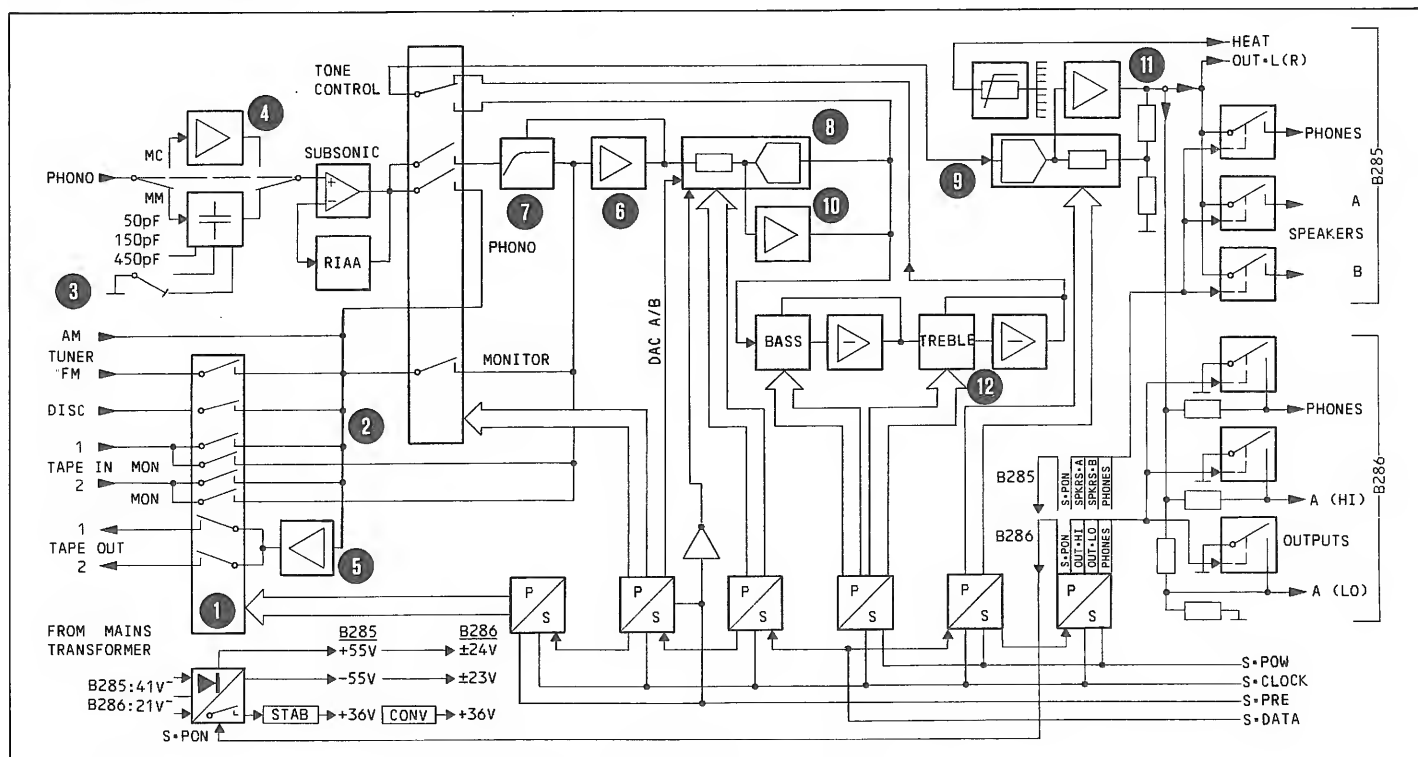 HEAT
OUT•L(R)
TONE CONTROL
11
4
8
MC
SUBSONIC
PHONES
PHONO
9
MM
7
6
10
A
50pF
150pF
450pF
RIAA
PHONO
SPEAKERS
B285
3
B
AM
DAC A/B
TUNER
FM
MONITOR
BASS
TREBLE
DISC
2
12
PHONES
1
TAPE IN MON
2
MON
B285
S•PON
SPKRS•A
SPKRS•B
PHONES
A (HI)
B286
1
TAPE OUT
2
5
B286
S•PON
OUT•HI
OUT•LO
PHONES
OUTPUTS
P S
P S
P S
P S
P S
P S
A (LO)
1
FROM MAINS TRANSFORMER
B285 B286
+55V ±24V
-55V ±23V
B285:41V~
B286:21V~
STAB +36V CONV +36V
S•PON
S•POW
S•CLOCK
S•PRE
S•DATA